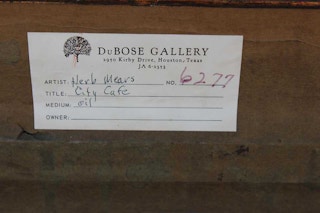 DuBOSE GALLERY
2950 Kirby Drive, Houston, Texas
JA 6-2353
ARTIST: Herb Mears NO. 6277
TITLE: City Cafe
MEDIUM: oil
OWNER: